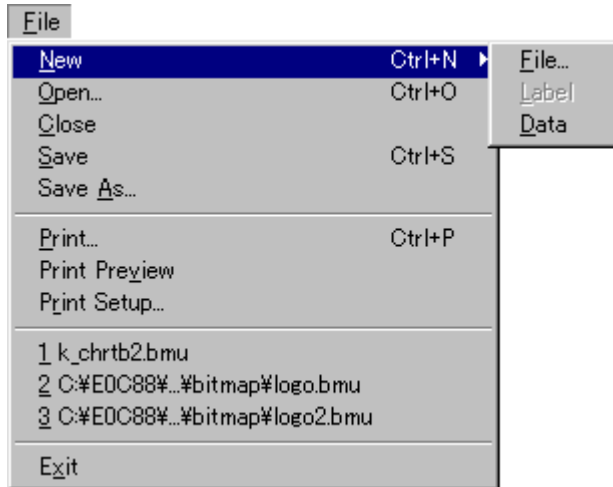 File
New Ctrl+N
File...
Open... Ctrl+O
Label
Close
Data
Save Ctrl+S
Save As...
Print... Ctrl+P
Print Preview
Print Setup...
1 k_chrtb2.bmu
2 C:¥E0C88¥...¥bitmap¥logo.bmu
3 C:¥E0C88¥...¥bitmap¥logo2.bmu
Exit